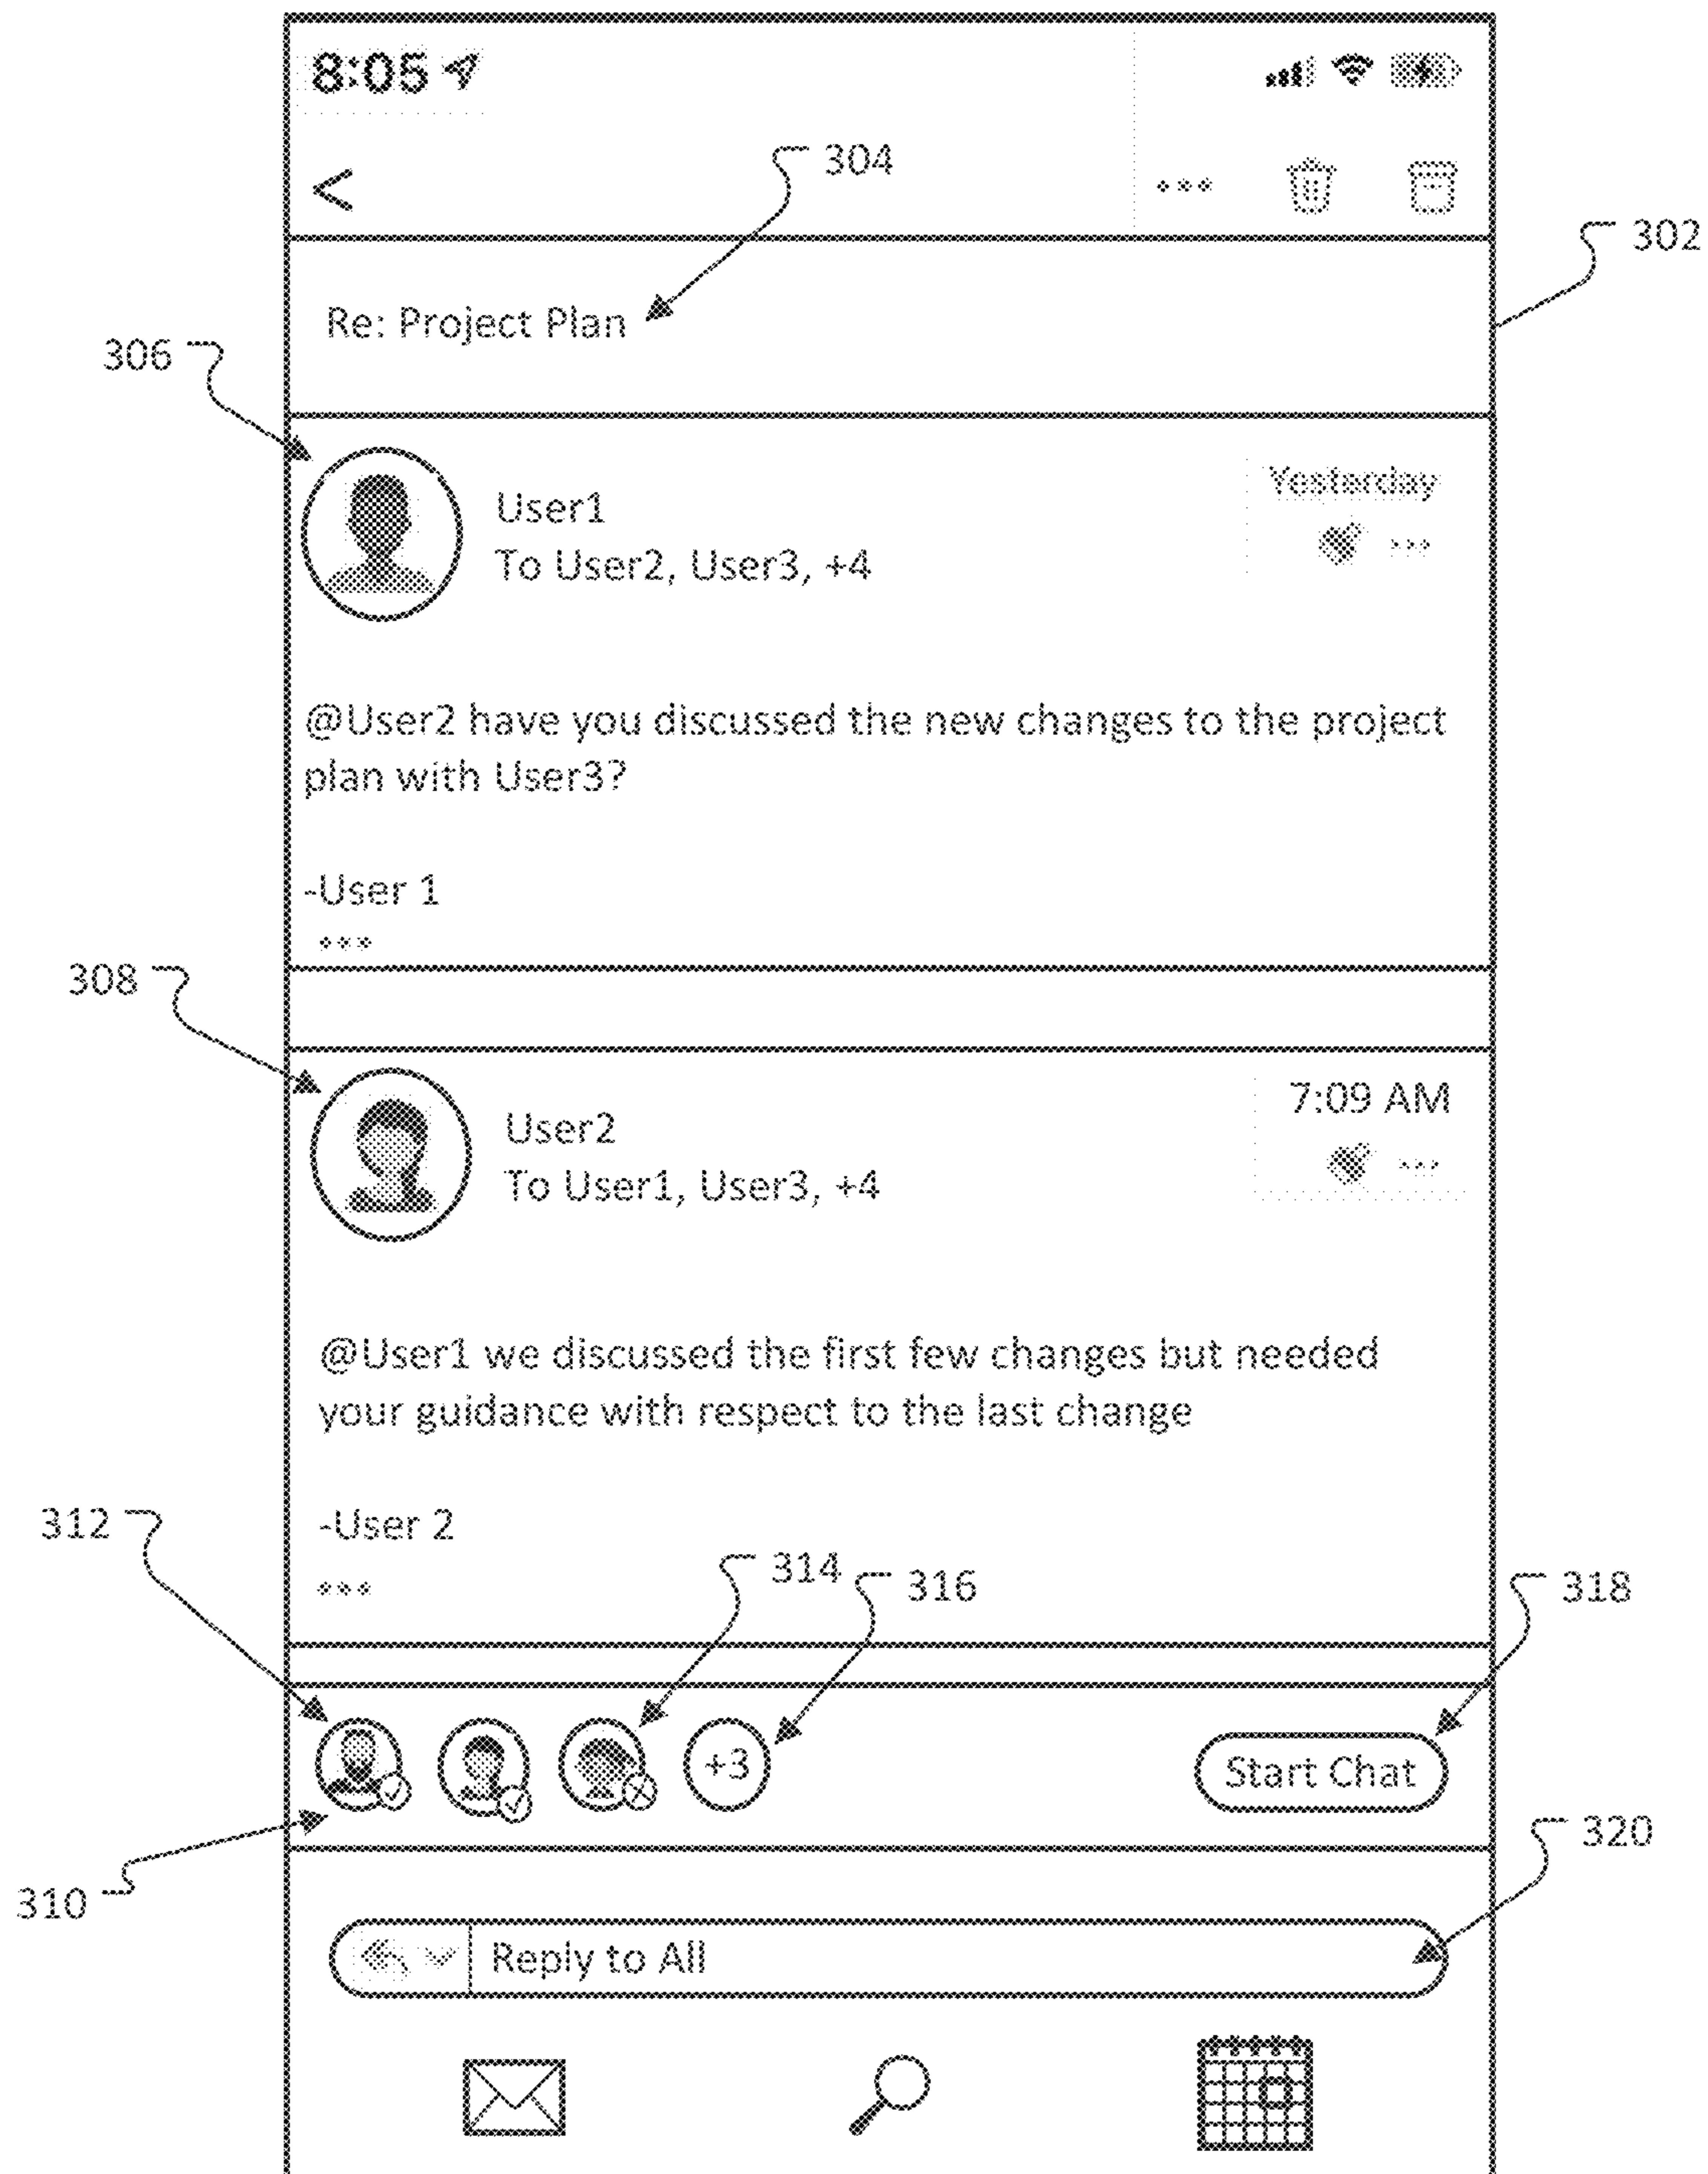 8:05
304
302
Re: Project Plan
306
User1
To User2, User3, +4
Yesterday
@User2 have you discussed the new changes to the project
plan with User3?
-User 1
308
User2
To User1, User3, +4
7:09 AM
@User1 we discussed the first few changes but needed
your guidance with respect to the last change
-User 2
312
314
316
318
+3
Start Chat
310
320
Reply to All